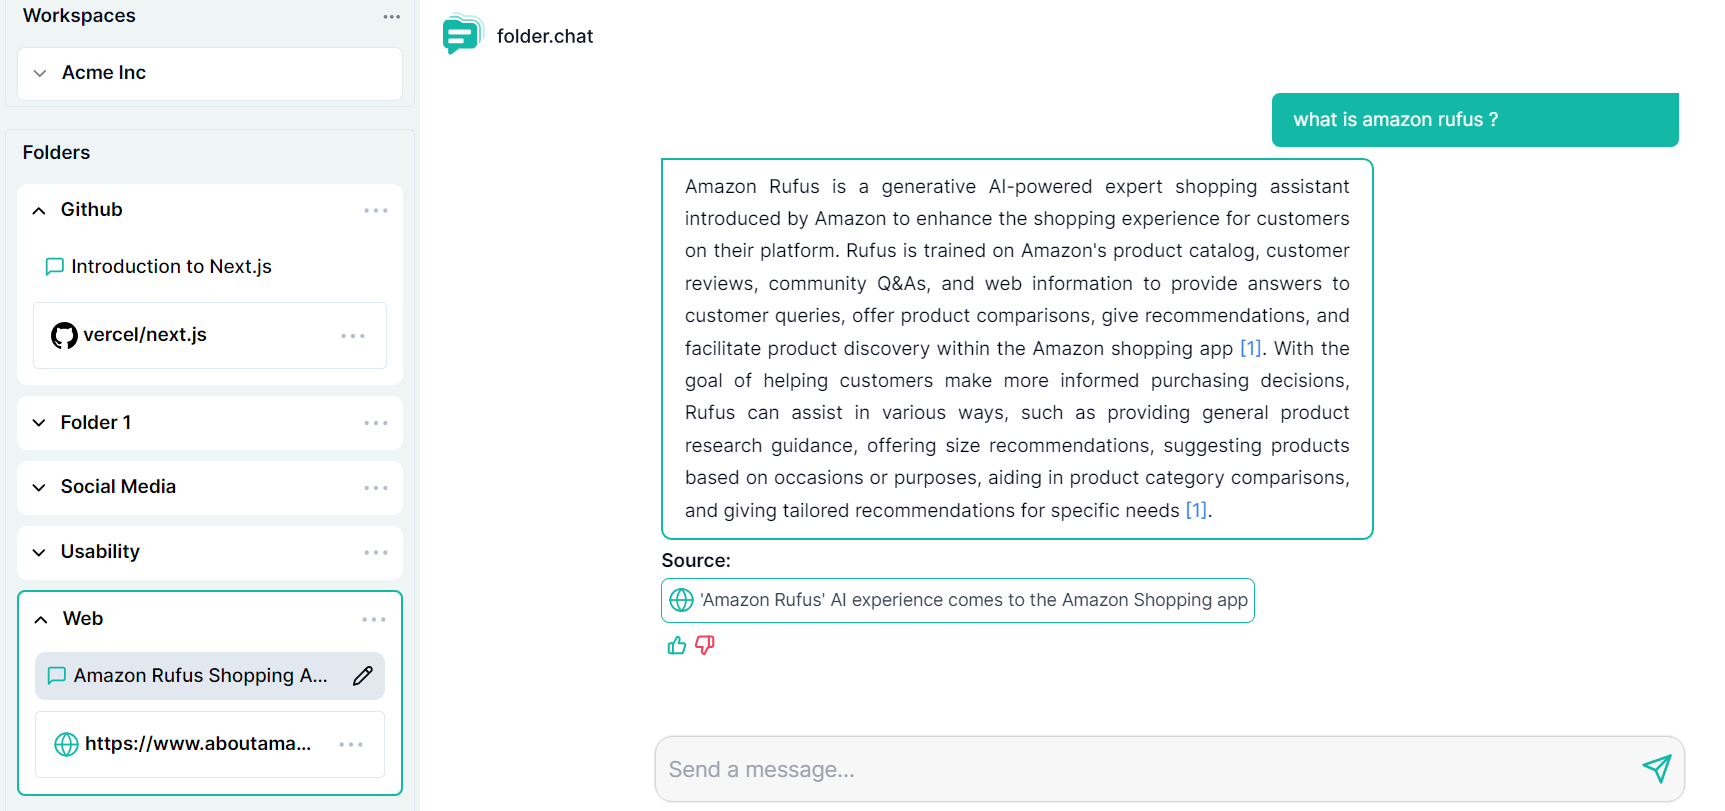 Workspaces
Acme Inc
Folders
Github
Introduction to Next.js
vercel/next.js
Folder 1
Social Media
Usability
Web
Amazon Rufus Shopping A...
https://www.aboutama...
folder.chat
what is amazon rufus ?
Amazon Rufus is a generative AI-powered expert shopping assistant
introduced by Amazon to enhance the shopping experience for customers
on their platform. Rufus is trained on Amazon's product catalog, customer
reviews, community Q&As, and web information to provide answers to
customer queries, offer product comparisons, give recommendations, and
facilitate product discovery within the Amazon shopping app [1]. With the
goal of helping customers make more informed purchasing decisions,
Rufus can assist in various ways, such as providing general product
research guidance, offering size recommendations, suggesting products
based on occasions or purposes, aiding in product category comparisons,
and giving tailored recommendations for specific needs [1].
Source:
'Amazon Rufus' AI experience comes to the Amazon Shopping app
Send a message...